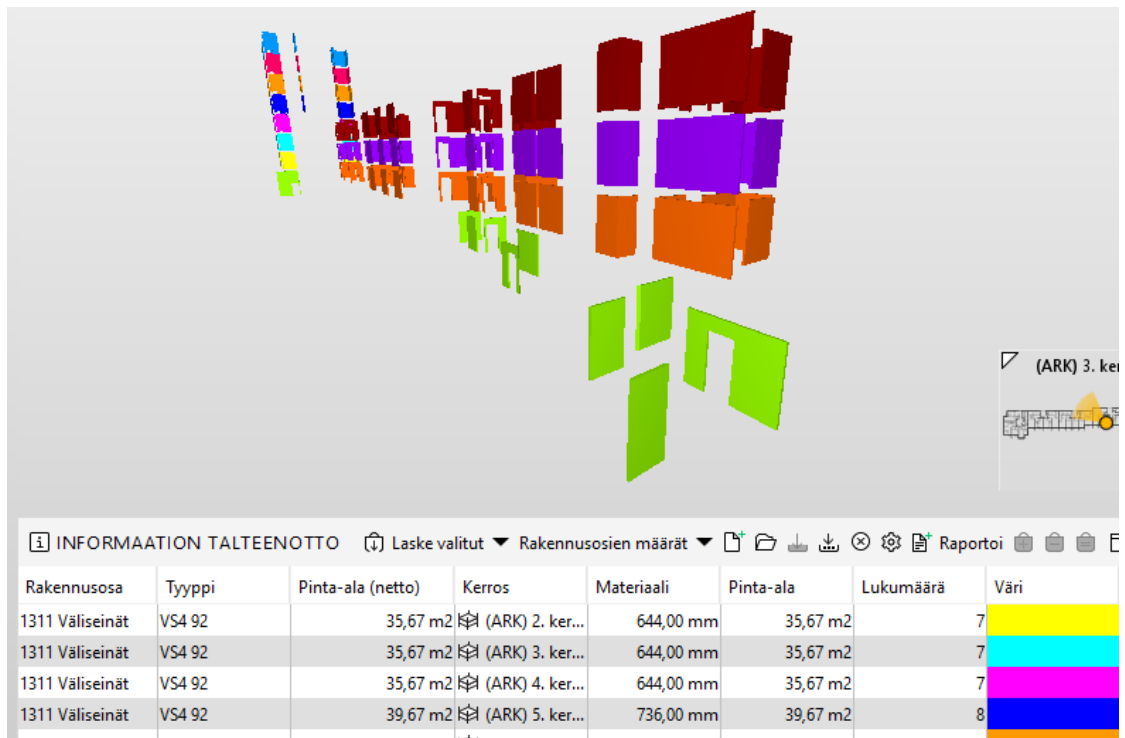 (ARK) 3. ke
INFORMAATION TALTEENOTTO Laske valitut Rakennusosien määrät Raportoi
Rakennusosa Tyyppi Pinta-ala (netto) Kerros Materiaali Pinta-ala Lukumäärä Väri
1311 Väliseinät VS4 92 35,67 m2 (ARK) 2. ker... 644,00 mm 35,67 m2 7
1311 Väliseinät VS4 92 35,67 m2 (ARK) 3. ker... 644,00 mm 35,67 m2 7
1311 Väliseinät VS4 92 35,67 m2 (ARK) 4. ker... 644,00 mm 35,67 m2 7
1311 Väliseinät VS4 92 39,67 m2 (ARK) 5. ker... 736,00 mm 39,67 m2 8